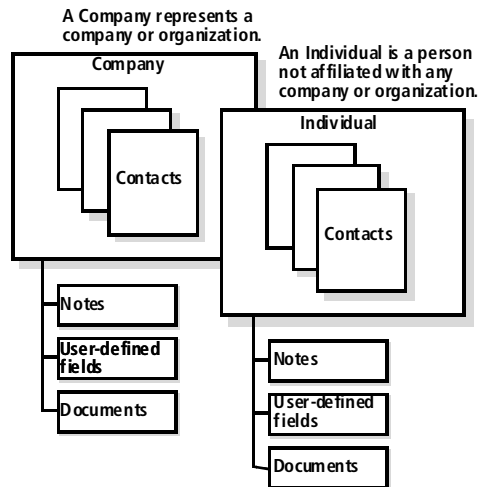 A Company represents a
company or organization.
Company
Contacts
Notes
User-defined
fields
Documents
An Individual is a person
not affiliated with any
company or organization.
Individual
Contacts
Notes
User-defined
fields
Documents